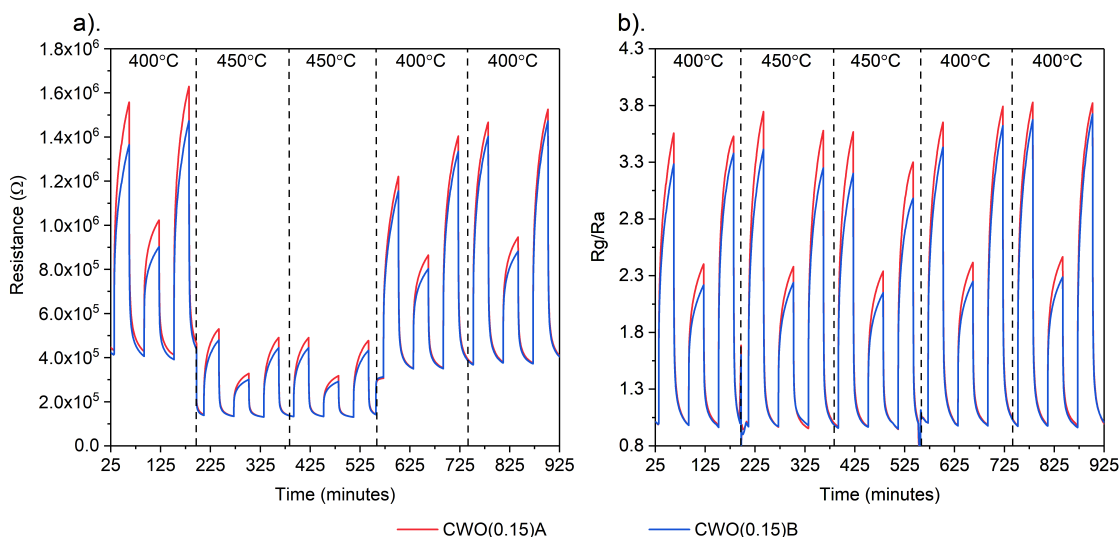 a).
b).
400°C 450°C 450°C 400°C 400°C
400°C 450°C 450°C 400°C 400°C
1.8x10⁶
1.6x10⁶
1.4x10⁶
1.2x10⁶
1.0x10⁶
8.0x10⁵
6.0x10⁵
4.0x10⁵
2.0x10⁵
0.0
Resistance (Ω)
25 125 225 325 425 525 625 725 825 925
Time (minutes)
4.3
3.8
3.3
2.8
2.3
1.8
1.3
0.8
Rg/Ra
25 125 225 325 425 525 625 725 825 925
Time (minutes)
CWO(0.15)A
CWO(0.15)B